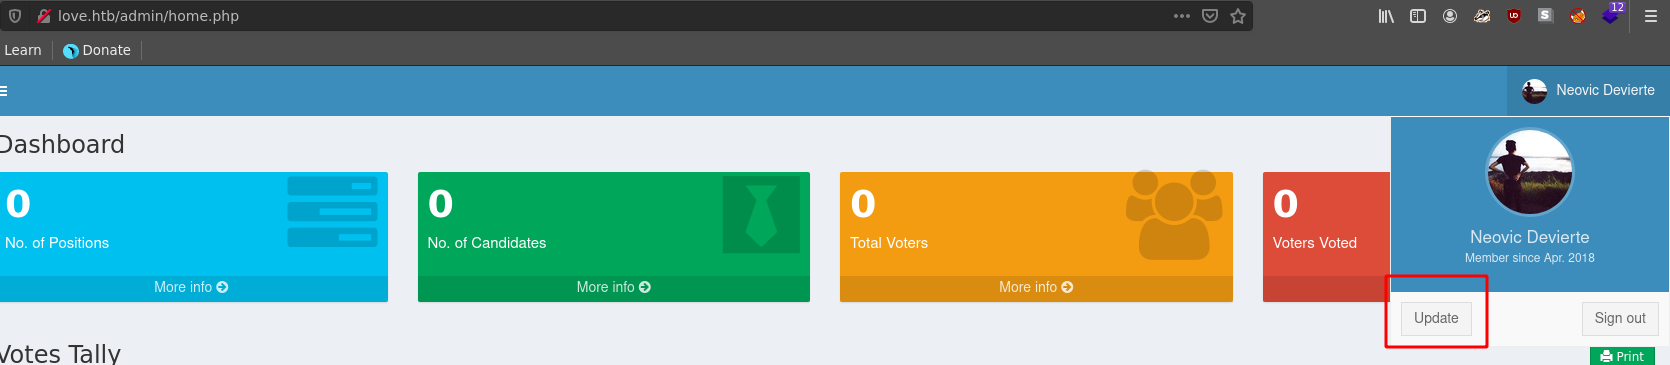 love.htb/admin/home.php
12
Learn Donate
Neovic Devierte
Dashboard
0 0 0 0
No. of Positions No. of Candidates Total Voters Voters Voted
More info More info More info
Neovic Devierte
Member since Apr. 2018
Update Sign out
Votes Tally
Print